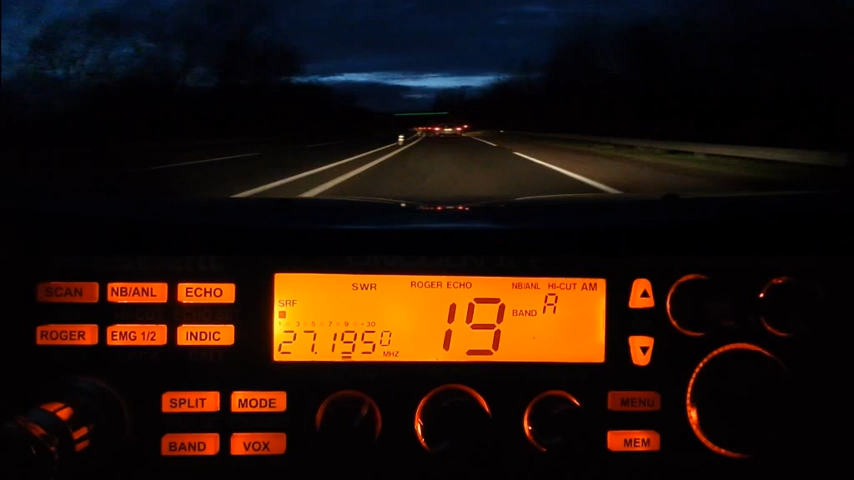 SWR ROGER ECHO NB/ANL HI-CUT AM
SCAN NB/ANL ECHO
SRF
BAND A
19
1 3 5 7 9 +30
27.1950 MHZ
ROGER EMG 1/2 INDIC
SPLIT MODE
MENU
BAND VOX
MEM